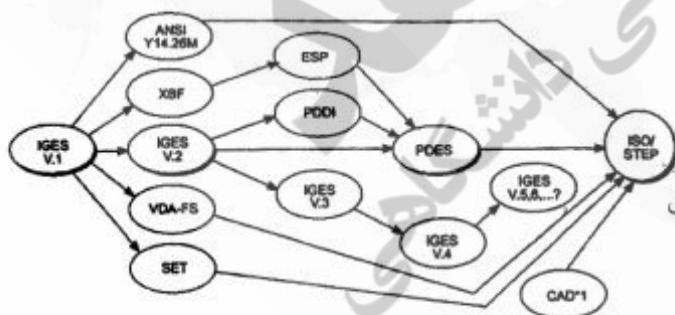 ANSI
Y14.26M
ESP
XBF
PDDI
IGES
V.1
IGES
V.2
PDES
ISO/
STEP
IGES
V.3
IGES
V.5,6,...?
VDA-FS
IGES
V.4
SET
CAD*1